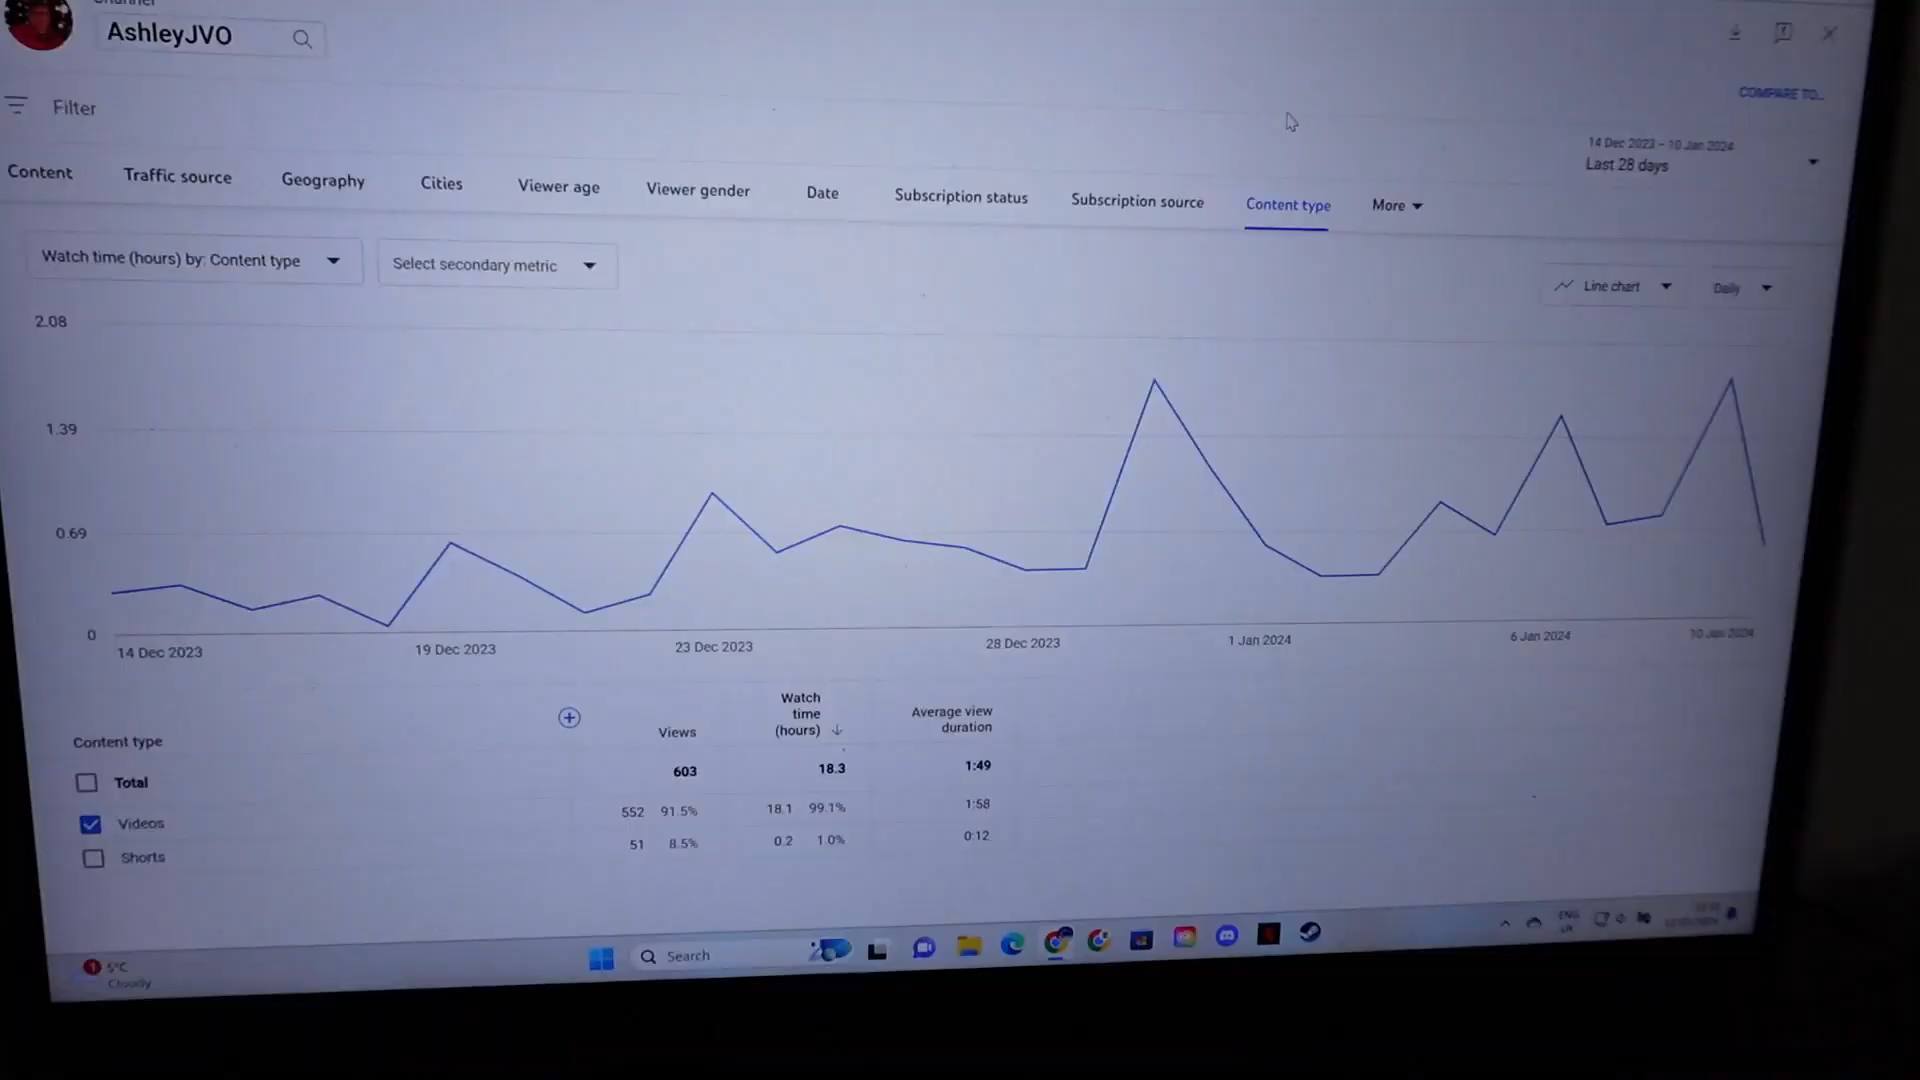 AshleyJVO
COMPARE TO...
Filter
14 Dec 2023 – 10 Jan 2024
Last 28 days
Content Traffic source Geography Cities Viewer age Viewer gender Date Subscription status Subscription source Content type More
Watch time (hours) by: Content type Select secondary metric Line chart Daily
2.08
1.39
0.69
0
14 Dec 2023 19 Dec 2023 23 Dec 2023 28 Dec 2023 1 Jan 2024 6 Jan 2024 10 Jan 2024
Content type Views Watch time (hours) Average view duration
Total 603 18.3 1:49
Videos 552 91.5% 18.1 99.1% 1:58
Shorts 51 8.5% 0.2 1.0% 0:12
1 5°C
Cloudy
Search
ENG